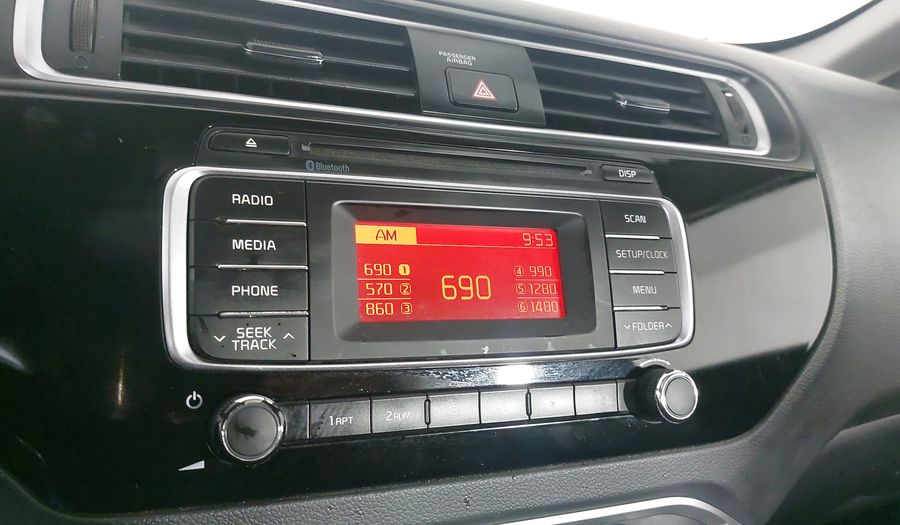 PASSENGER
AIRBAG
Bluetooth
DISP
RADIO
MEDIA
PHONE
SEEK
TRACK
AM 9:53
690 1
570 2
860 3
690
4 990
5 1280
6 1480
SCAN
SETUP/CLOCK
MENU
FOLDER
1 RPT
2 RDM